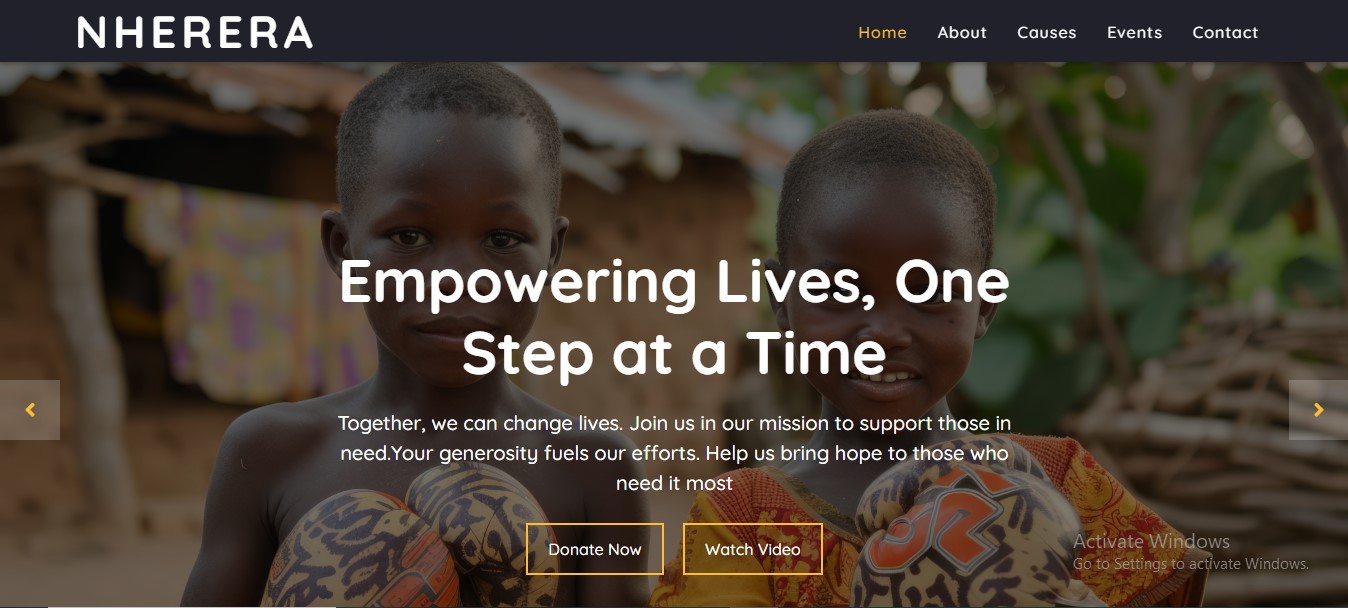 NHERERA
Home About Causes Events Contact
Empowering Lives, One
Step at a Time
Together, we can change lives. Join us in our mission to support those in
need.Your generosity fuels our efforts. Help us bring hope to those who
need it most
Donate Now Watch Video
Activate Windows
Go to Settings to activate Windows.